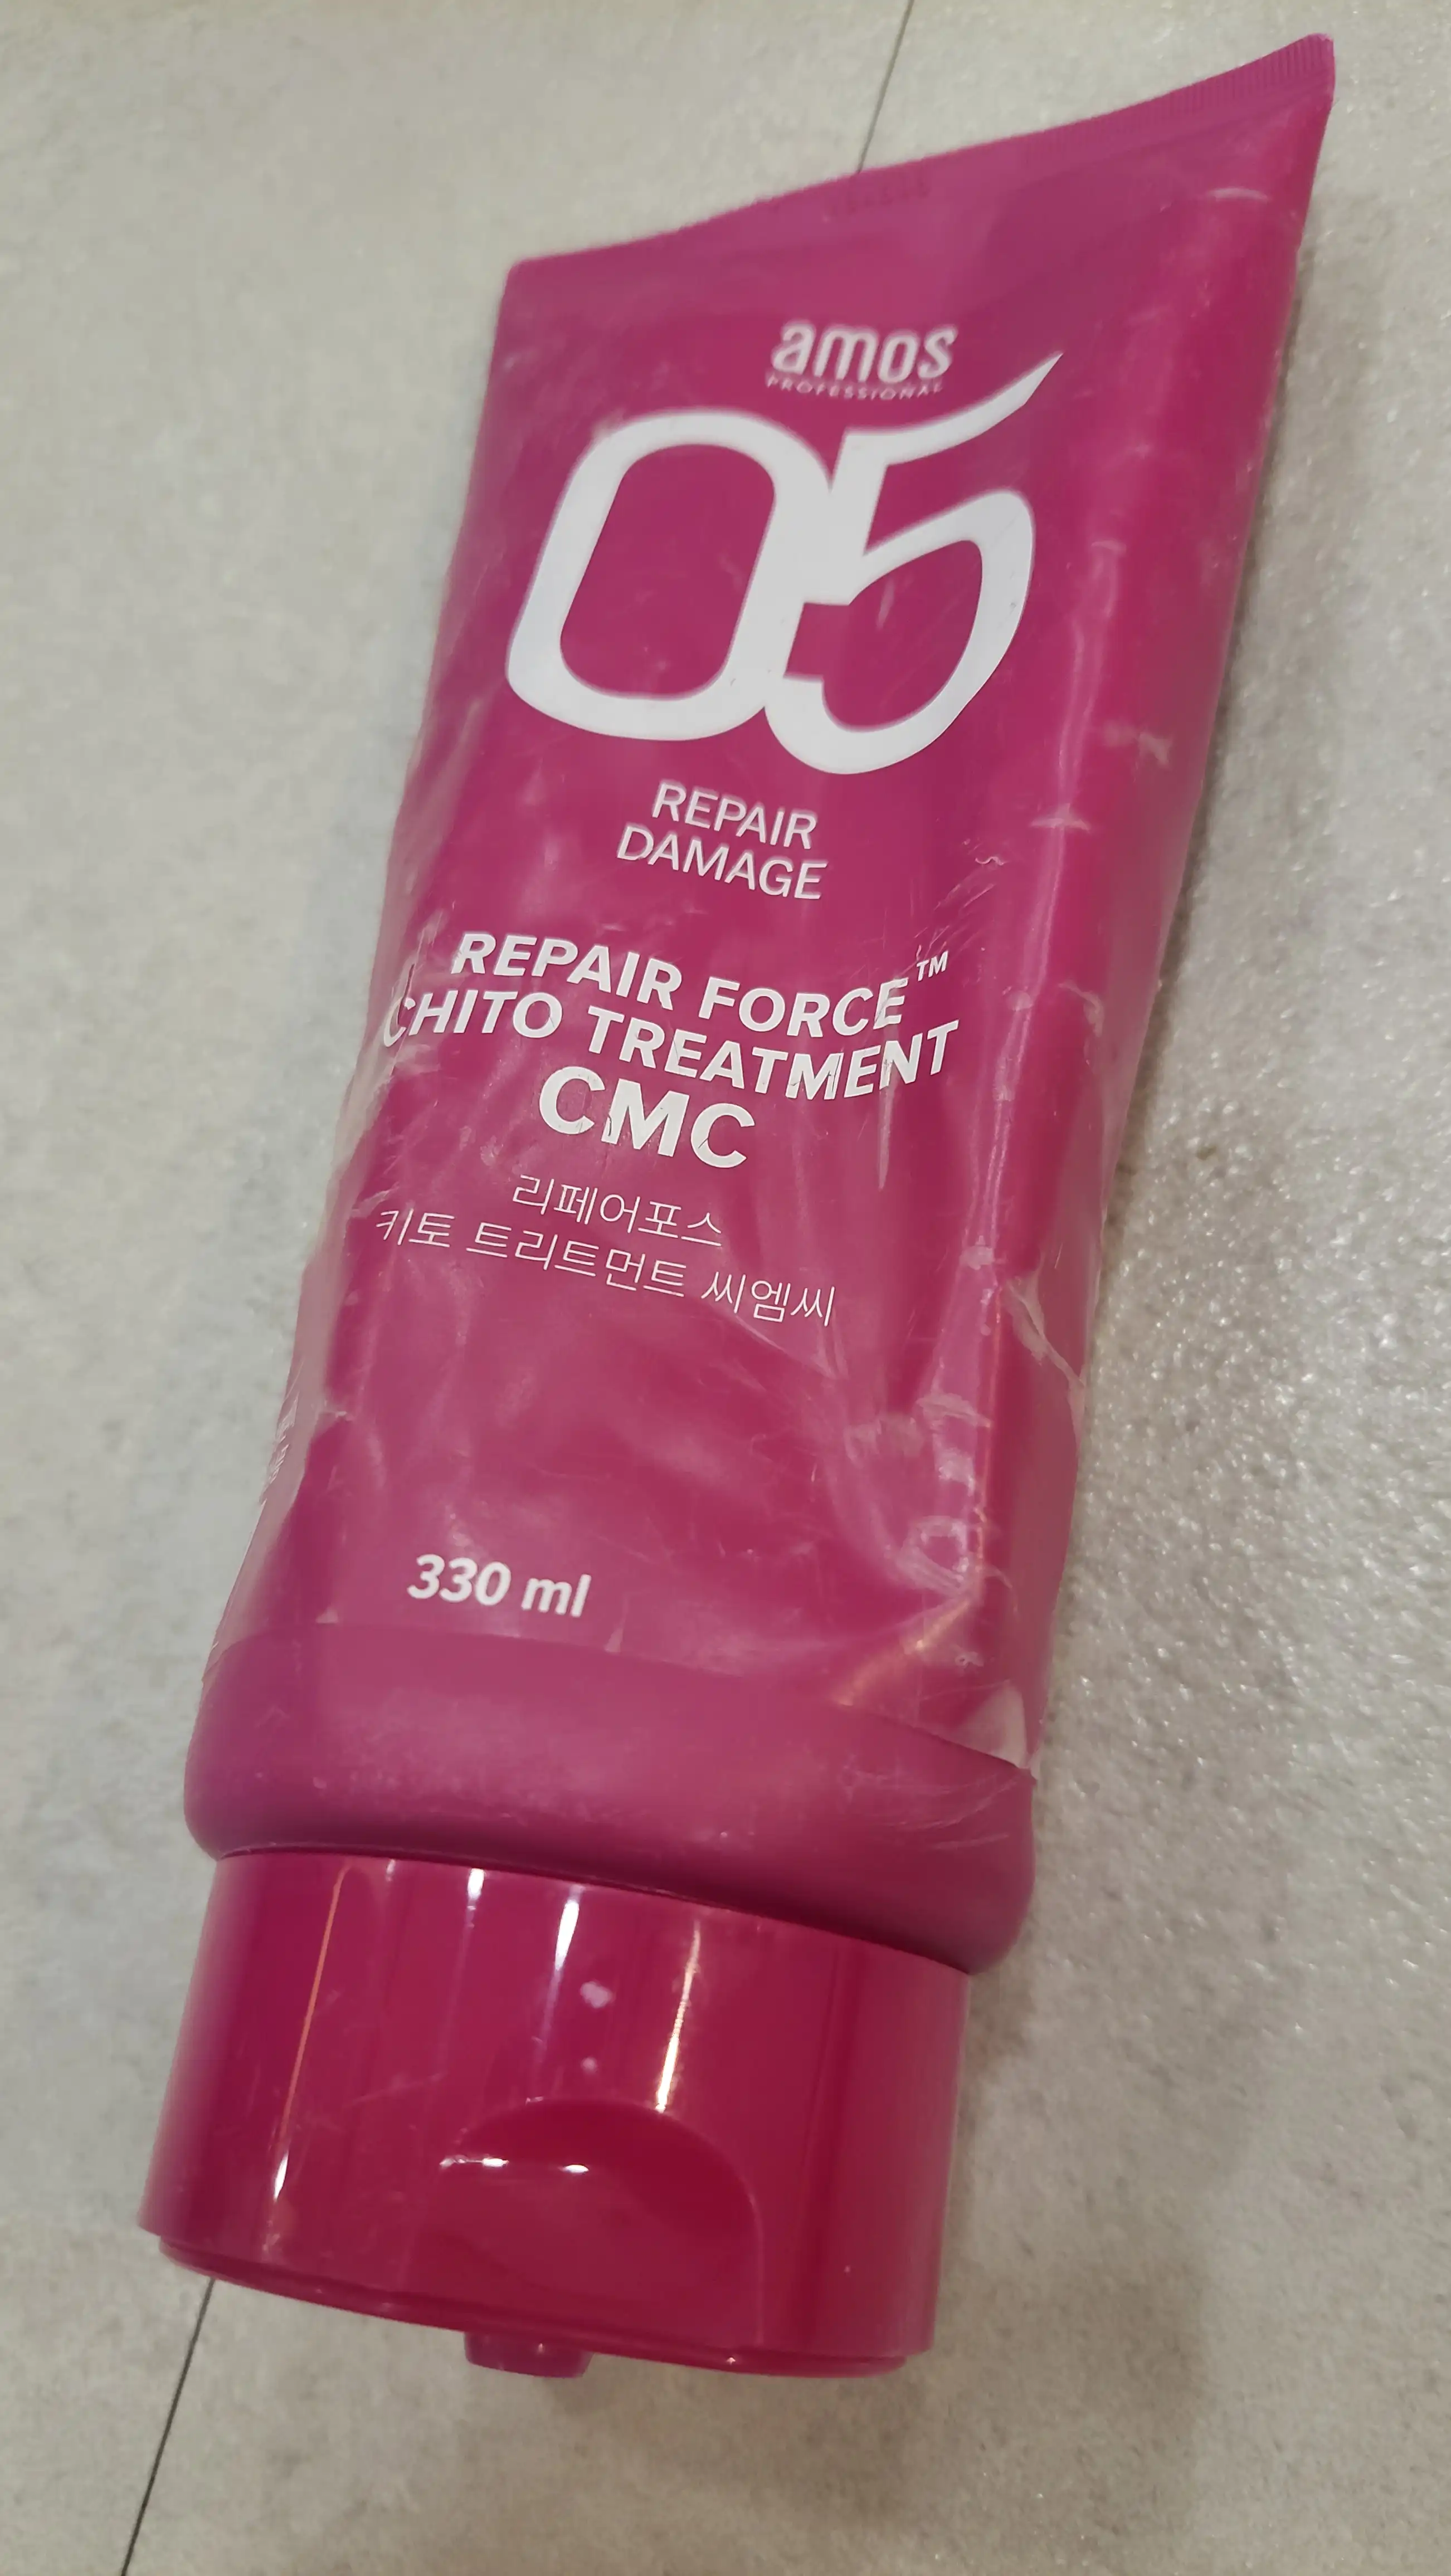 amos
PROFESSIONAL
05
REPAIR
DAMAGE
REPAIR FORCE™
CHITO TREATMENT
CMC
리페어포스
키토 트리트먼트 씨엠씨
330 ml